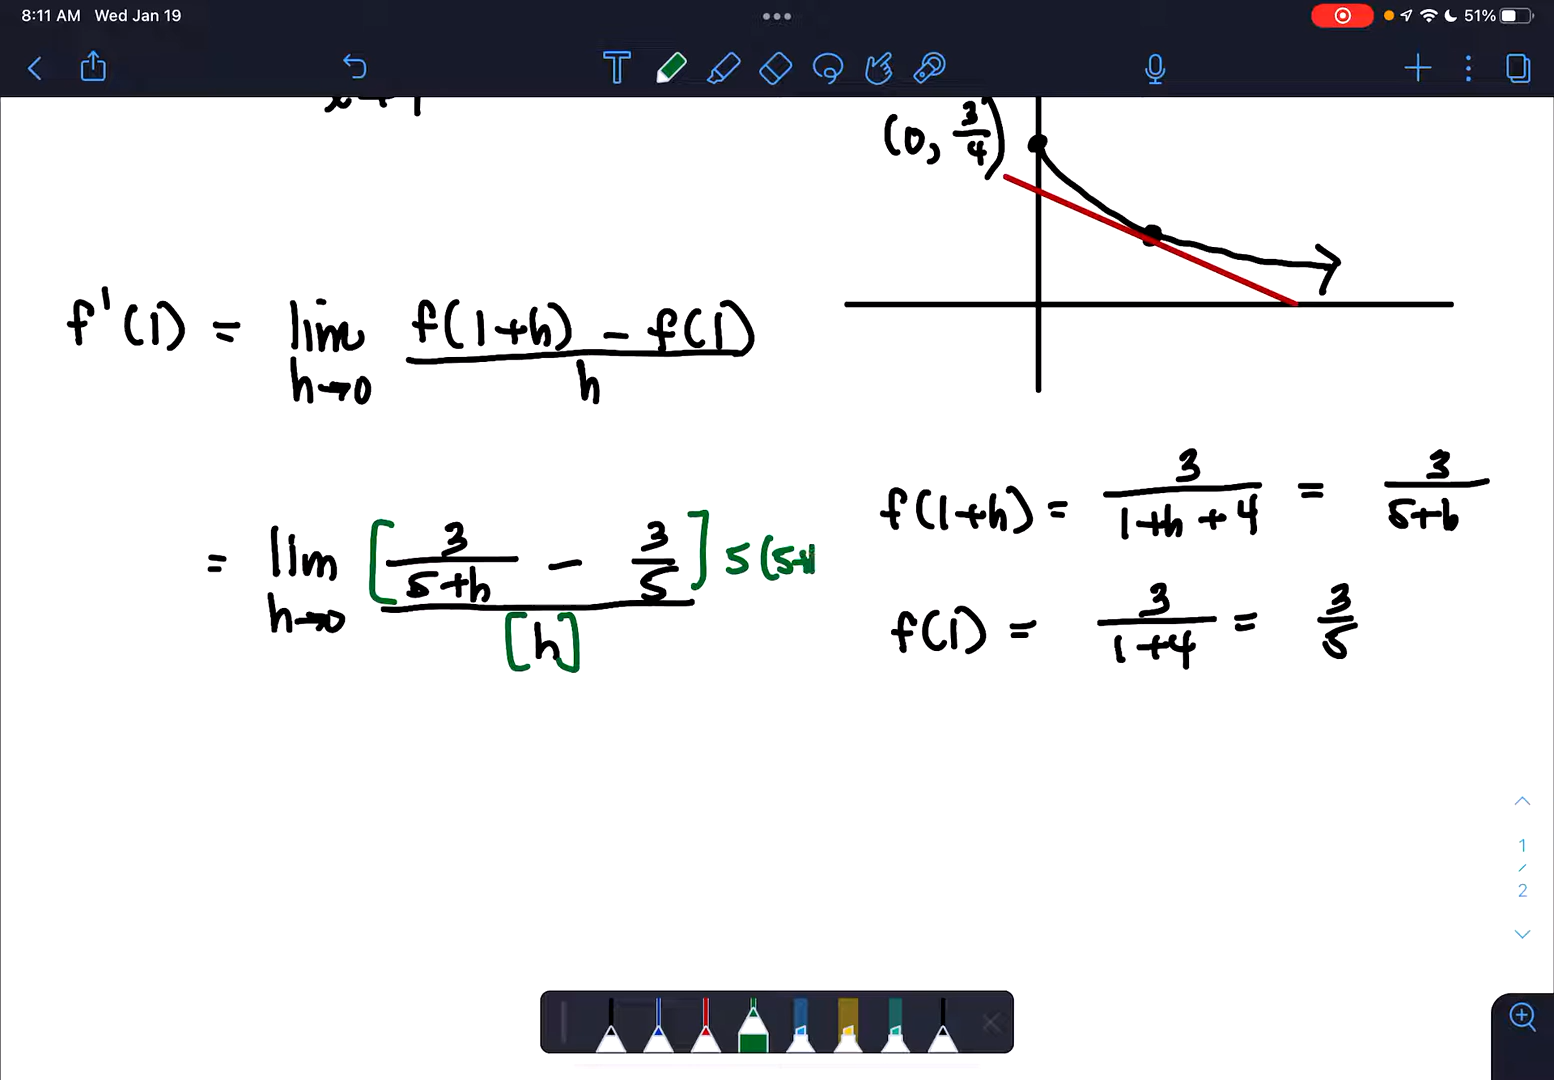 8:11 AM Wed Jan 19
51%
T
(0, 3/4)
f'(1) = lim h→0 (f(1+h) - f(1))/h
f(1+h) = 3/(1+h+4) = 3/(5+h)
= lim h→0 [3/(5+h) - 3/5] 5(5+
[h]
f(1) = 3/(1+4) = 3/5
1
/
2